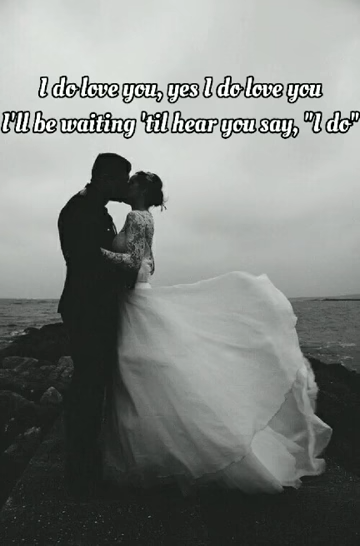 I do love you, yes I do love you
I'll be waiting 'til hear you say, "I do"